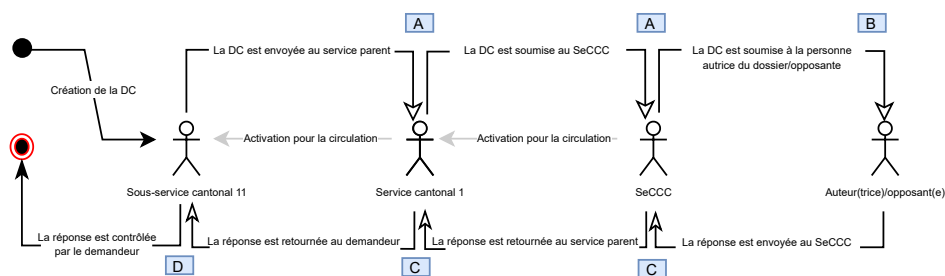 A
A
B
La DC est envoyée au service parent
La DC est soumise au SeCCC
La DC est soumise à la personne
autrice du dossier/opposante
Création de la DC
Activation pour la circulation
Activation pour la circulation
Sous-service cantonal 11
Service cantonal 1
SeCCC
Auteur(trice)/opposant(e)
La réponse est contrôlée
par le demandeur
La réponse est retournée au demandeur
La réponse est retournée au service parent
La réponse est envoyée au SeCCC
D
C
C